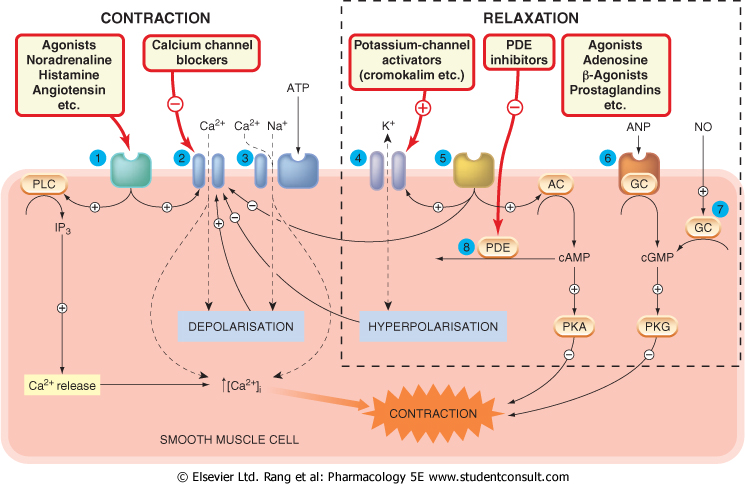 CONTRACTION
RELAXATION
Agonists
Noradrenaline
Histamine
Angiotensin
etc.
Calcium channel
blockers
Potassium-channel
activators
(cromokalim etc.)
PDE
inhibitors
Agonists
Adenosine
β-Agonists
Prostaglandins
etc.
−
+
−
ATP
Ca2+
Ca2+
Na+
K+
ANP
NO
1
2
3
4
5
6
7
8
PLC
AC
GC
GC
+
+
−
−
+
+
+
+
IP3
PDE
cAMP
cGMP
+
+
+
DEPOLARISATION
HYPERPOLARISATION
PKA
PKG
−
−
Ca2+ release
↑[Ca2+]i
CONTRACTION
SMOOTH MUSCLE CELL
© Elsevier Ltd. Rang et al: Pharmacology 5E www.studentconsult.com